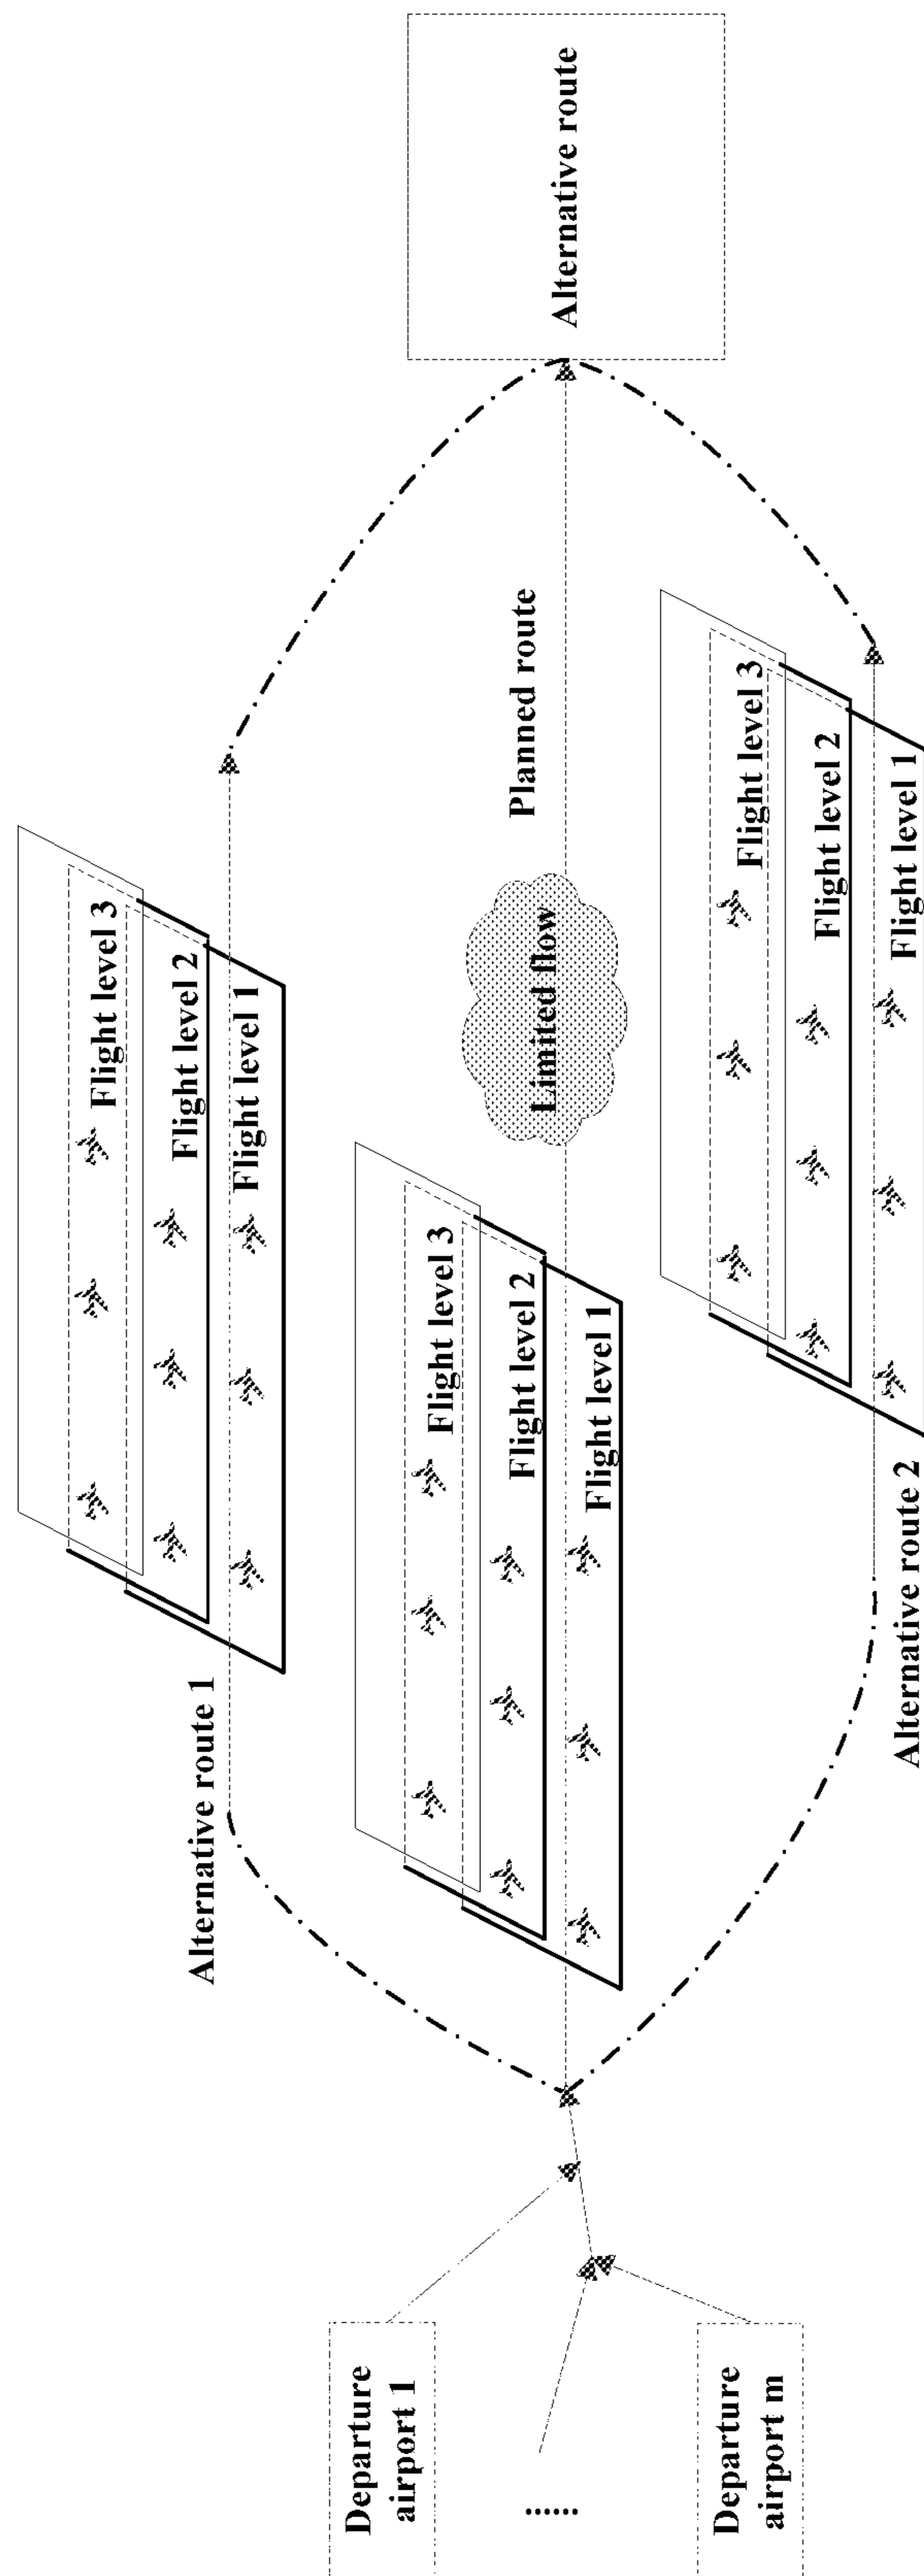 Departure
airport 1
......
Departure
airport m
Alternative route 1
Flight level 3
Flight level 2
Flight level 1
Flight level 3
Flight level 2
Flight level 1
Limited flow
Planned route
Alternative route 2
Flight level 3
Flight level 2
Flight level 1
Alternative route